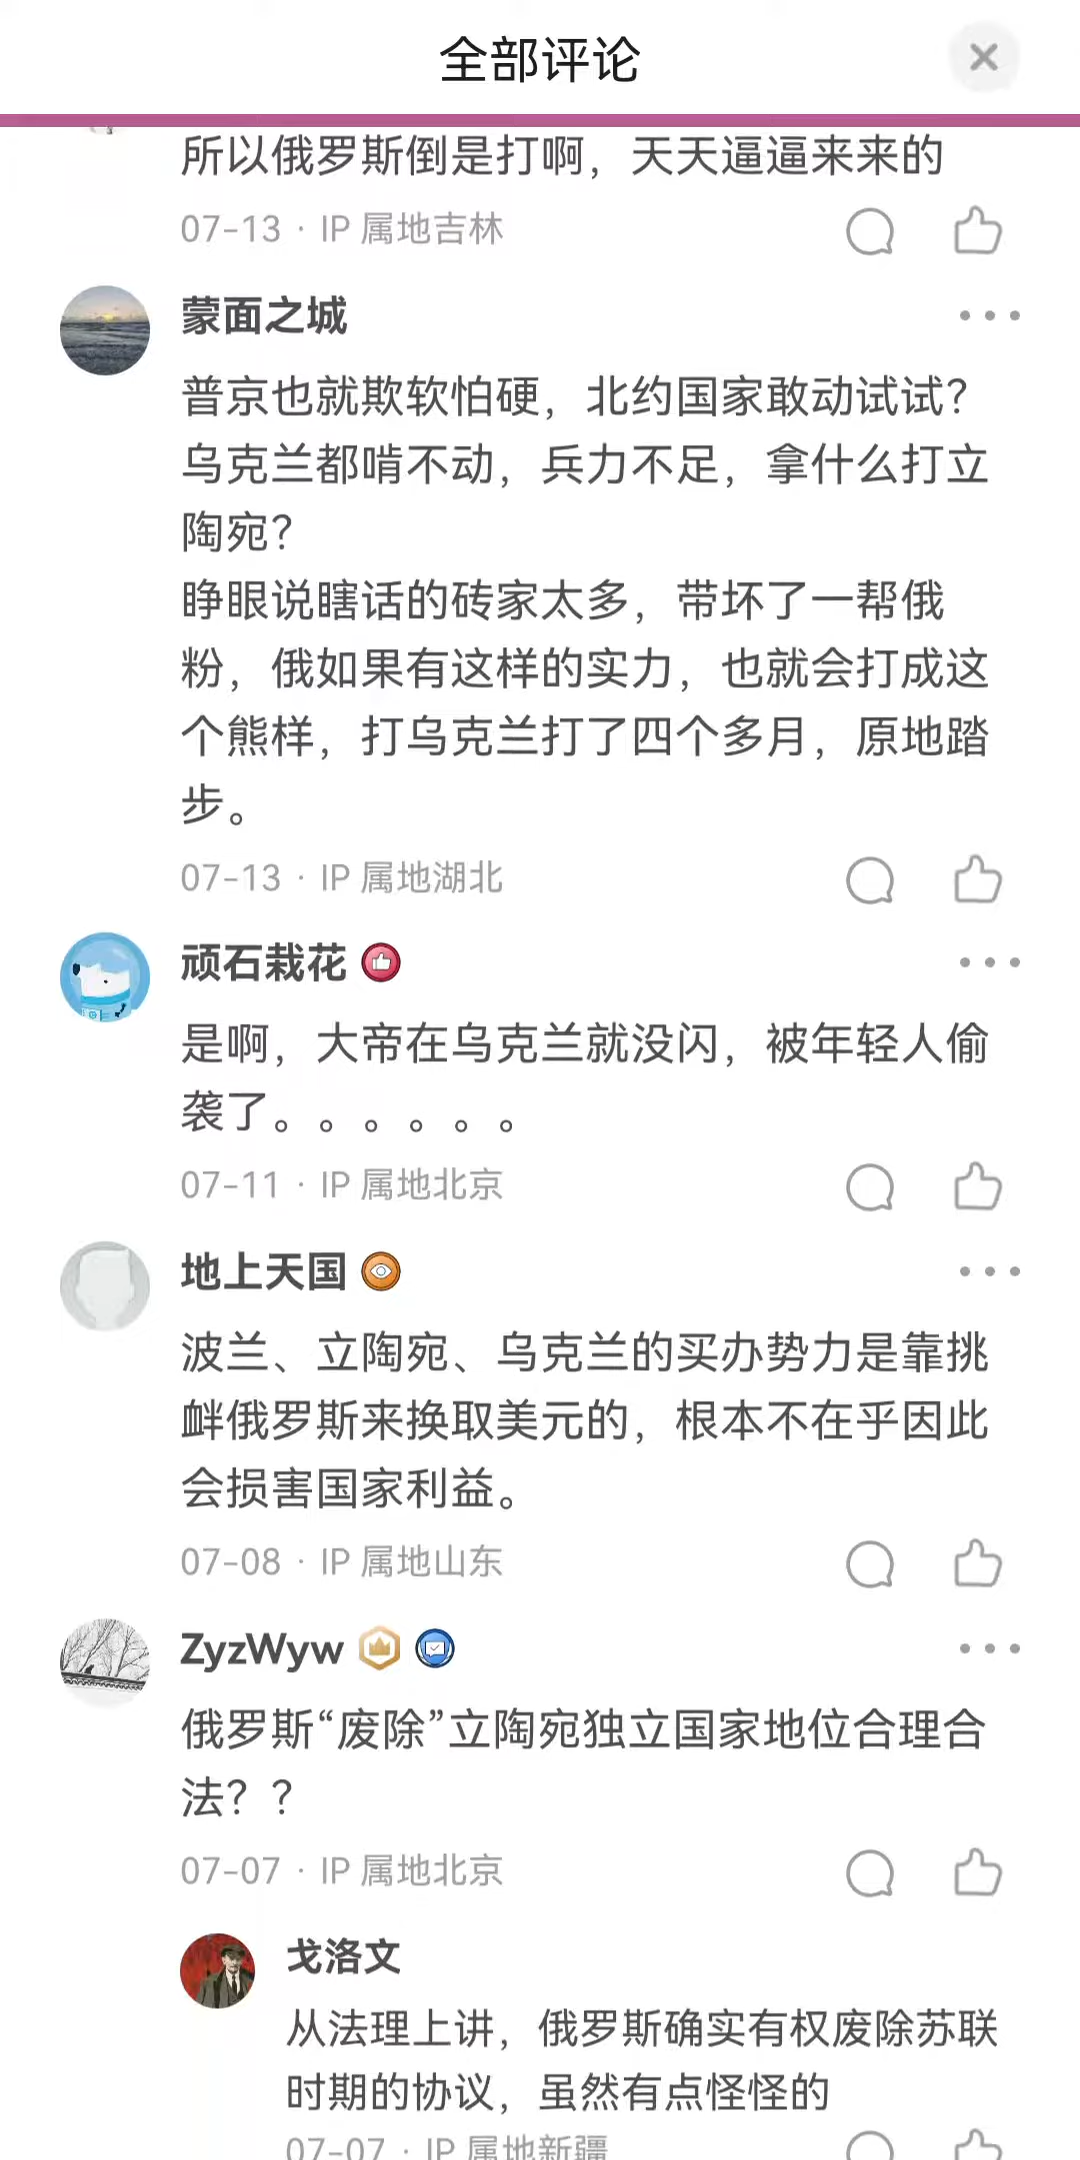 全部评论
所以俄罗斯倒是打啊，天天逼逼来来的
07-13 · IP 属地吉林
蒙面之城
普京也就欺软怕硬，北约国家敢动试试？
乌克兰都啃不动，兵力不足，拿什么打立
陶宛？
睁眼说瞎话的砖家太多，带坏了一帮俄
粉，俄如果有这样的实力，也就会打成这
个熊样，打乌克兰打了四个多月，原地踏
步。
07-13 · IP 属地湖北
顽石栽花
是啊，大帝在乌克兰就没闪，被年轻人偷
袭了。。。。。。
07-11 · IP 属地北京
地上天国
波兰、立陶宛、乌克兰的买办势力是靠挑
衅俄罗斯来换取美元的，根本不在乎因此
会损害国家利益。
07-08 · IP 属地山东
ZyzWyw
俄罗斯“废除”立陶宛独立国家地位合理合
法？？
07-07 · IP 属地北京
戈洛文
从法理上讲，俄罗斯确实有权废除苏联
时期的协议，虽然有点怪怪的
07-07 · IP 属地新疆